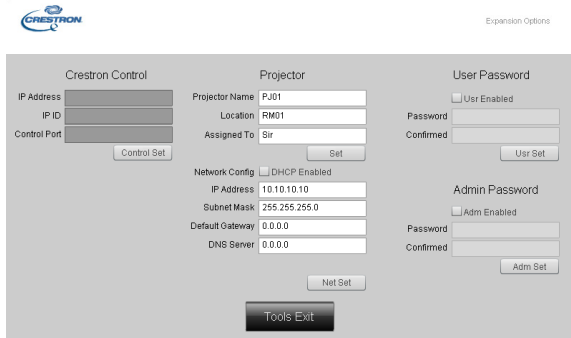 CRESTRON
Expansion Options
Crestron Control
IP Address
IP ID
Control Port
Control Set
Projector
Projector Name PJ01
Location RM01
Assigned To Sir
Set
Network Config DHCP Enabled
IP Address 10.10.10.10
Subnet Mask 255.255.255.0
Default Gateway 0.0.0.0
DNS Server 0.0.0.0
Net Set
User Password
Usr Enabled
Password
Confirmed
Usr Set
Admin Password
Adm Enabled
Password
Confirmed
Adm Set
Tools Exit